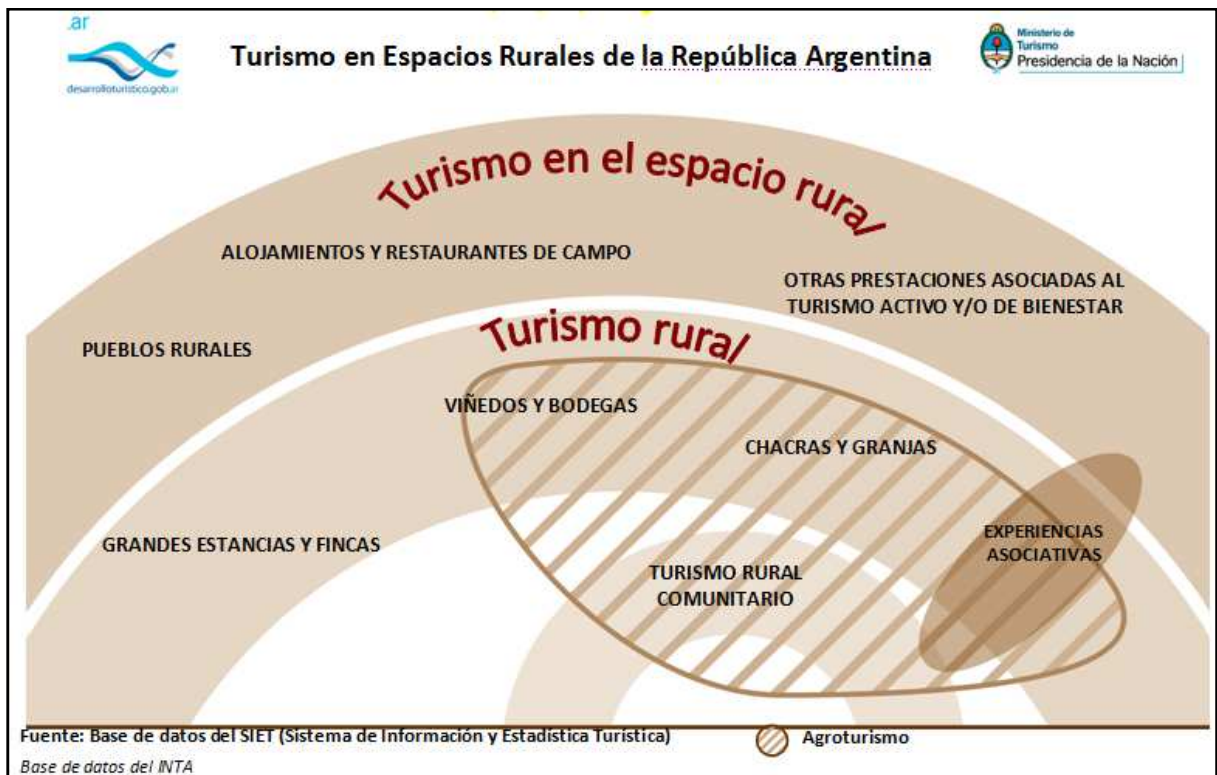 .ar
desarrolloturistico.gob.ar
Turismo en Espacios Rurales de la República Argentina
Ministerio de
Turismo
Presidencia de la Nación
Turismo en el espacio rural
ALOJAMIENTOS Y RESTAURANTES DE CAMPO
OTRAS PRESTACIONES ASOCIADAS AL
TURISMO ACTIVO Y/O DE BIENESTAR
PUEBLOS RURALES
Turismo rural
VIÑEDOS Y BODEGAS
CHACRAS Y GRANJAS
GRANDES ESTANCIAS Y FINCAS
EXPERIENCIAS
ASOCIATIVAS
TURISMO RURAL
COMUNITARIO
Fuente: Base de datos del SIET (Sistema de Información y Estadística Turística)
Agroturismo
Base de datos del INTA